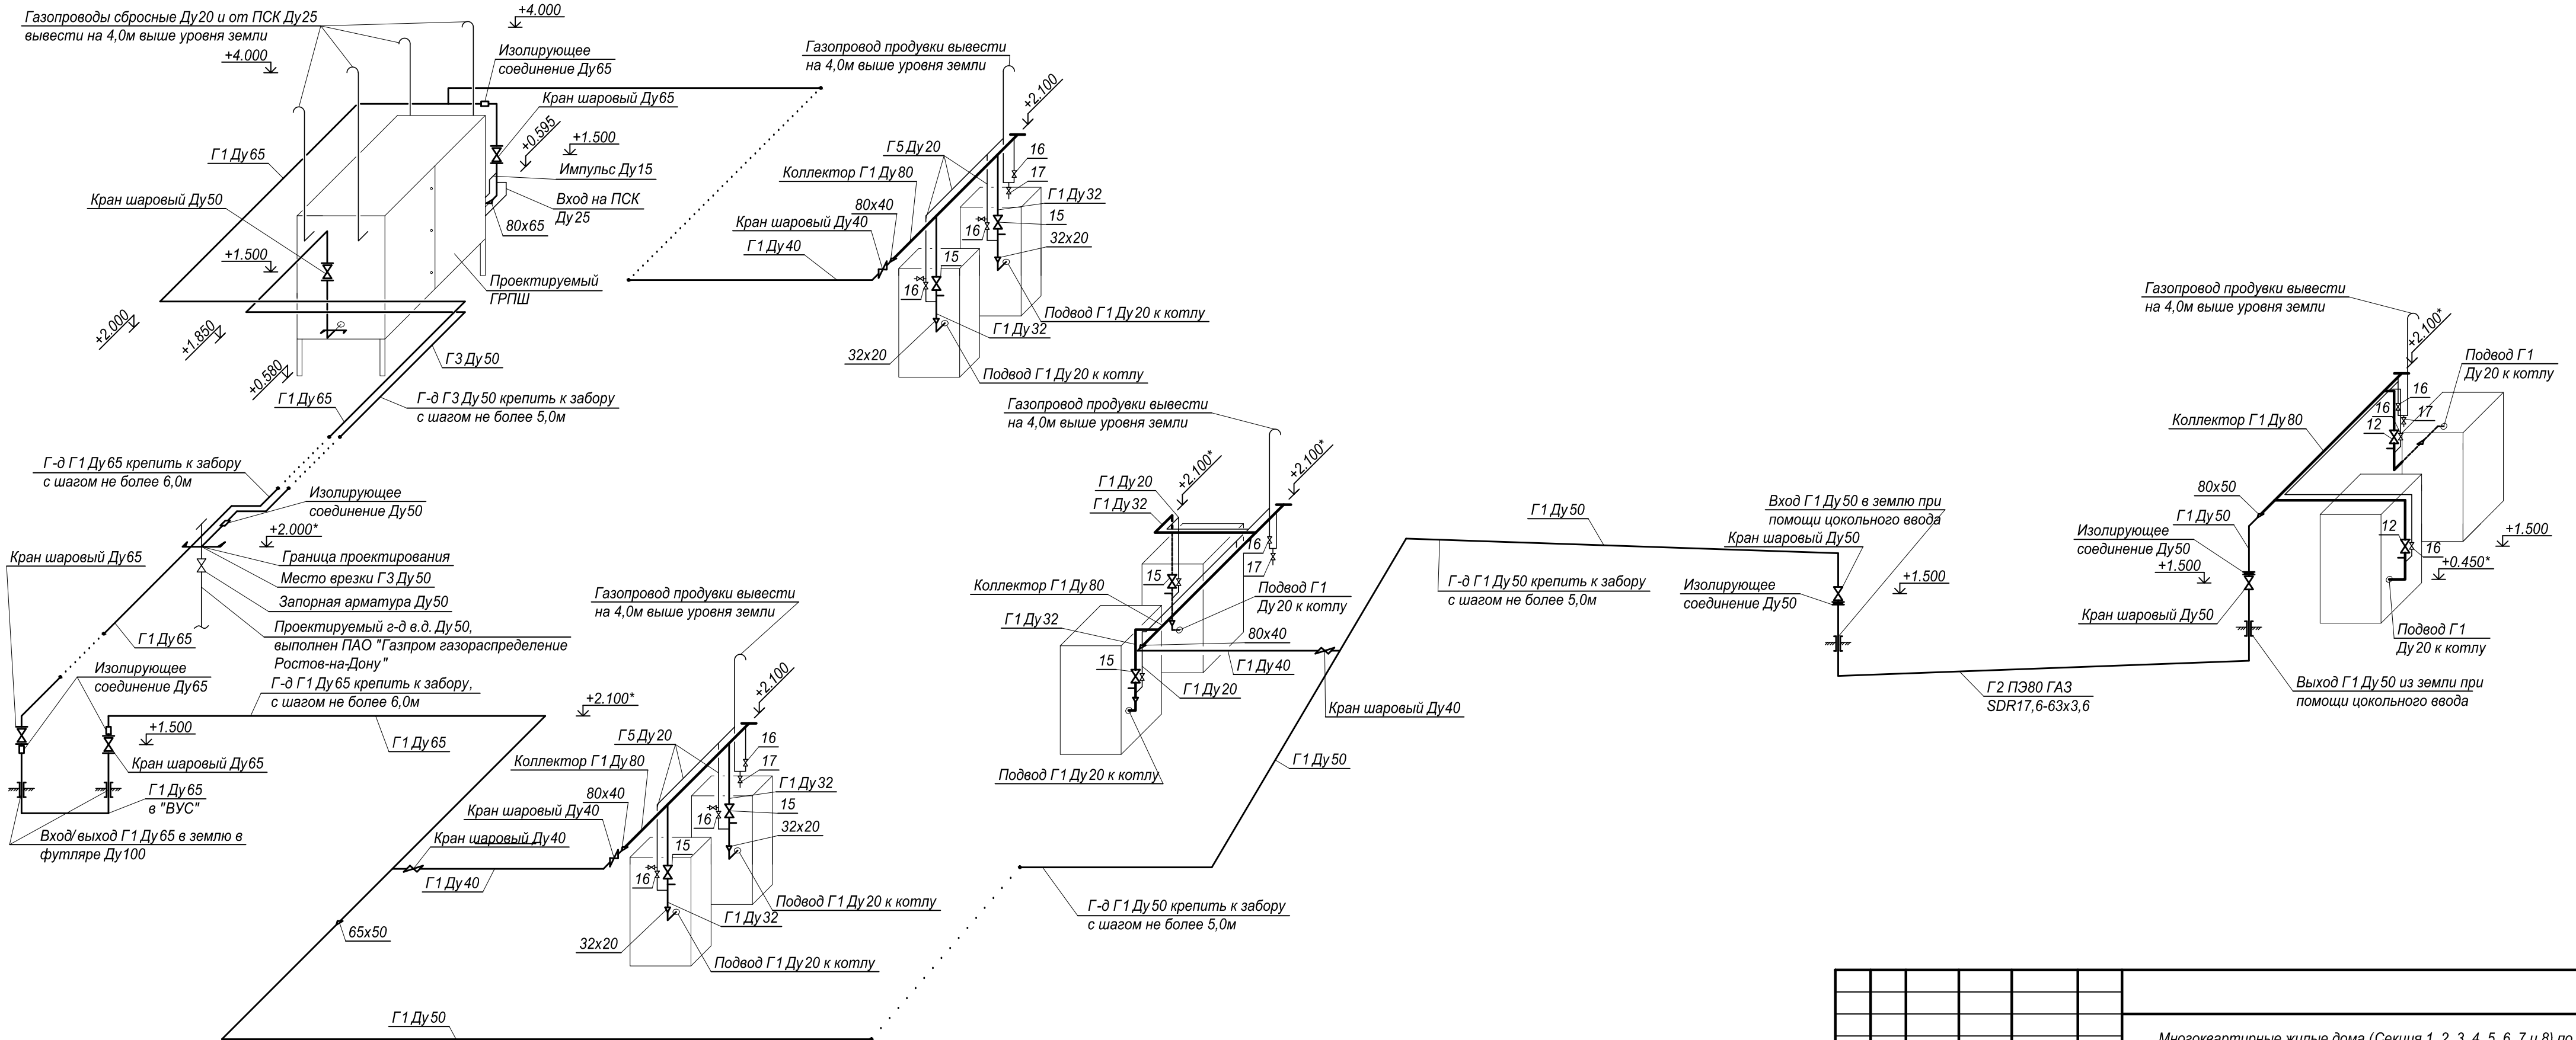 Газопроводы сбросные Ду20 и от ПСК Ду25
вывести на 4,0м выше уровня земли
+4.000
+4.000
Изолирующее
соединение Ду65
Кран шаровый Ду65
+0.595
+1.500
Импульс Ду15
Вход на ПСК
Ду25
80х65
Г1 Ду65
Кран шаровый Ду50
+1.500
Проектируемый
ГРПШ
+2.000
+1.850
+0.580
Г3 Ду50
Г1 Ду65
Г-д Г3 Ду50 крепить к забору
с шагом не более 5,0м
Газопровод продувки вывести
на 4,0м выше уровня земли
+2.100
Г5 Ду20
Коллектор Г1 Ду80
80х40
Кран шаровый Ду40
Г1 Ду40
16
17
Г1 Ду32
15
32х20
16
15
16
Подвод Г1 Ду20 к котлу
Г1 Ду32
32х20
Подвод Г1 Ду20 к котлу
Г-д Г1 Ду65 крепить к забору
с шагом не более 6,0м
Изолирующее
соединение Ду50
+2.000*
Кран шаровый Ду65
Граница проектирования
Место врезки Г3 Ду50
Запорная арматура Ду50
Проектируемый г-д в.д. Ду50,
выполнен ПАО "Газпром газораспределение
Ростов-на-Дону"
Г1 Ду65
Изолирующее
соединение Ду65
Г-д Г1 Ду65 крепить к забору,
с шагом не более 6,0м
+1.500
Г1 Ду65
Кран шаровый Ду65
Г1 Ду65
в "ВУС"
Вход/выход Г1 Ду65 в землю в
футляре Ду100
+2.100*
Газопровод продувки вывести
на 4,0м выше уровня земли
+2.100
Г5 Ду20
Коллектор Г1 Ду80
80х40
Кран шаровый Ду40
Кран шаровый Ду40
Г1 Ду40
16
17
Г1 Ду32
15
32х20
16
15
16
Подвод Г1 Ду20 к котлу
Г1 Ду32
32х20
Подвод Г1 Ду20 к котлу
65х50
Г1 Ду50
Газопровод продувки вывести
на 4,0м выше уровня земли
+2.100*
+2.100*
Г1 Ду20
Г1 Ду32
16
17
15
Коллектор Г1 Ду80
Подвод Г1
Ду20 к котлу
Г1 Ду32
80х40
15
Г1 Ду40
Г1 Ду20
Кран шаровый Ду40
Подвод Г1 Ду20 к котлу
Г1 Ду50
Г-д Г1 Ду50 крепить к забору
с шагом не более 5,0м
Г1 Ду50
Г-д Г1 Ду50 крепить к забору
с шагом не более 5,0м
Вход Г1 Ду50 в землю при
помощи цокольного ввода
Кран шаровый Ду50
Изолирующее
соединение Ду50
+1.500
Г2 ПЭ80 ГАЗ
SDR17,6-63х3,6
Газопровод продувки вывести
на 4,0м выше уровня земли
+2.100*
Подвод Г1
Ду20 к котлу
16
16
17
12
Коллектор Г1 Ду80
80х50
Г1 Ду50
Изолирующее
соединение Ду50
+1.500
Кран шаровый Ду50
12
16
+1.500
+0.450*
Подвод Г1
Ду20 к котлу
Выход Г1 Ду50 из земли при
помощи цокольного ввода
Многоквартирные жилые дома (Секция 1, 2, 3, 4, 5, 6, 7 и 8) по